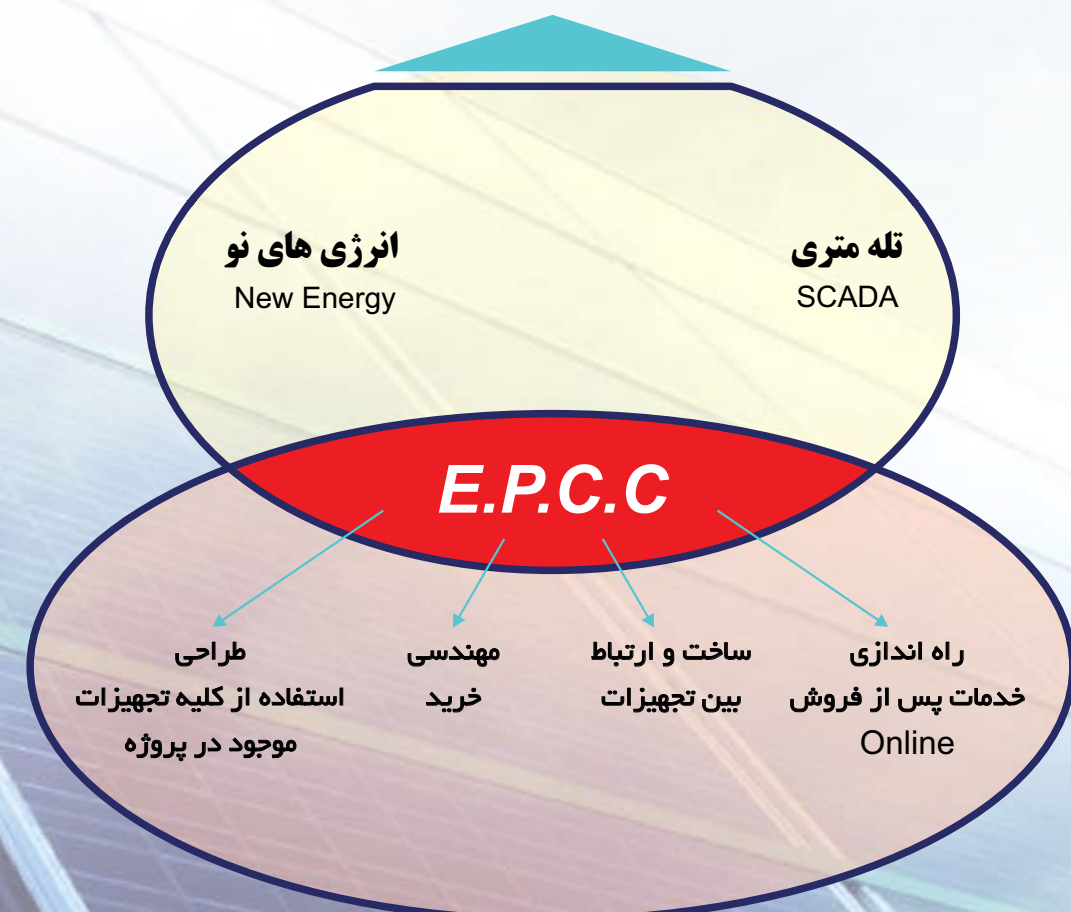 تله متری
SCADA
انرژی های نو
New Energy
E.P.C.C
راه اندازی
خدمات پس از فروش
Online
ساخت و ارتباط
بین تجهیزات
مهندسی
خرید
طراحی
استفاده از کلیه تجهیزات
موجود در پروژه